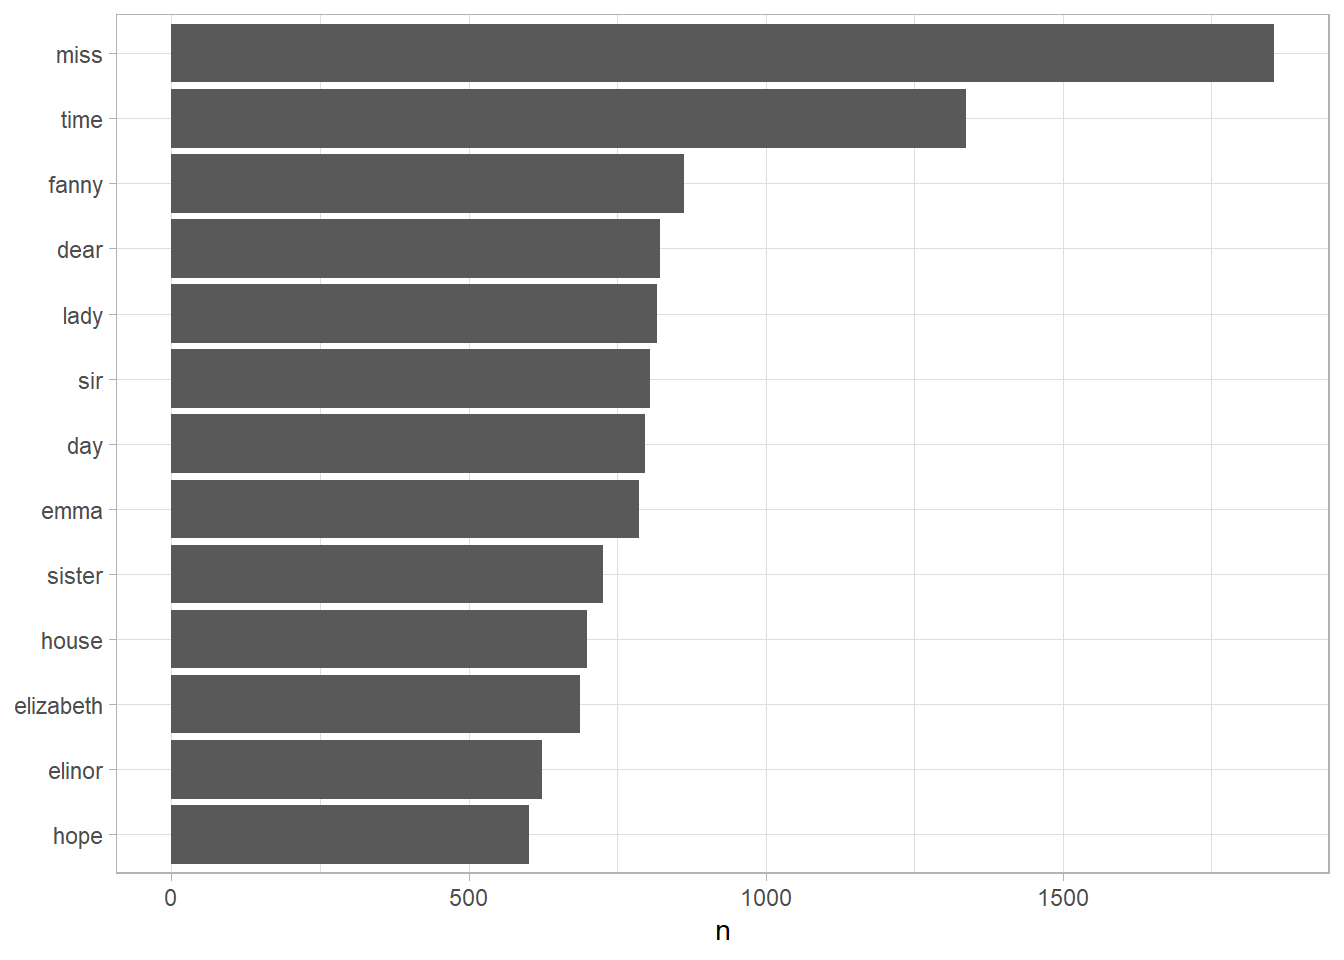 miss
time
fanny
dear
lady
sir
day
emma
sister
house
elizabeth
elinor
hope
0 500 1000 1500
n